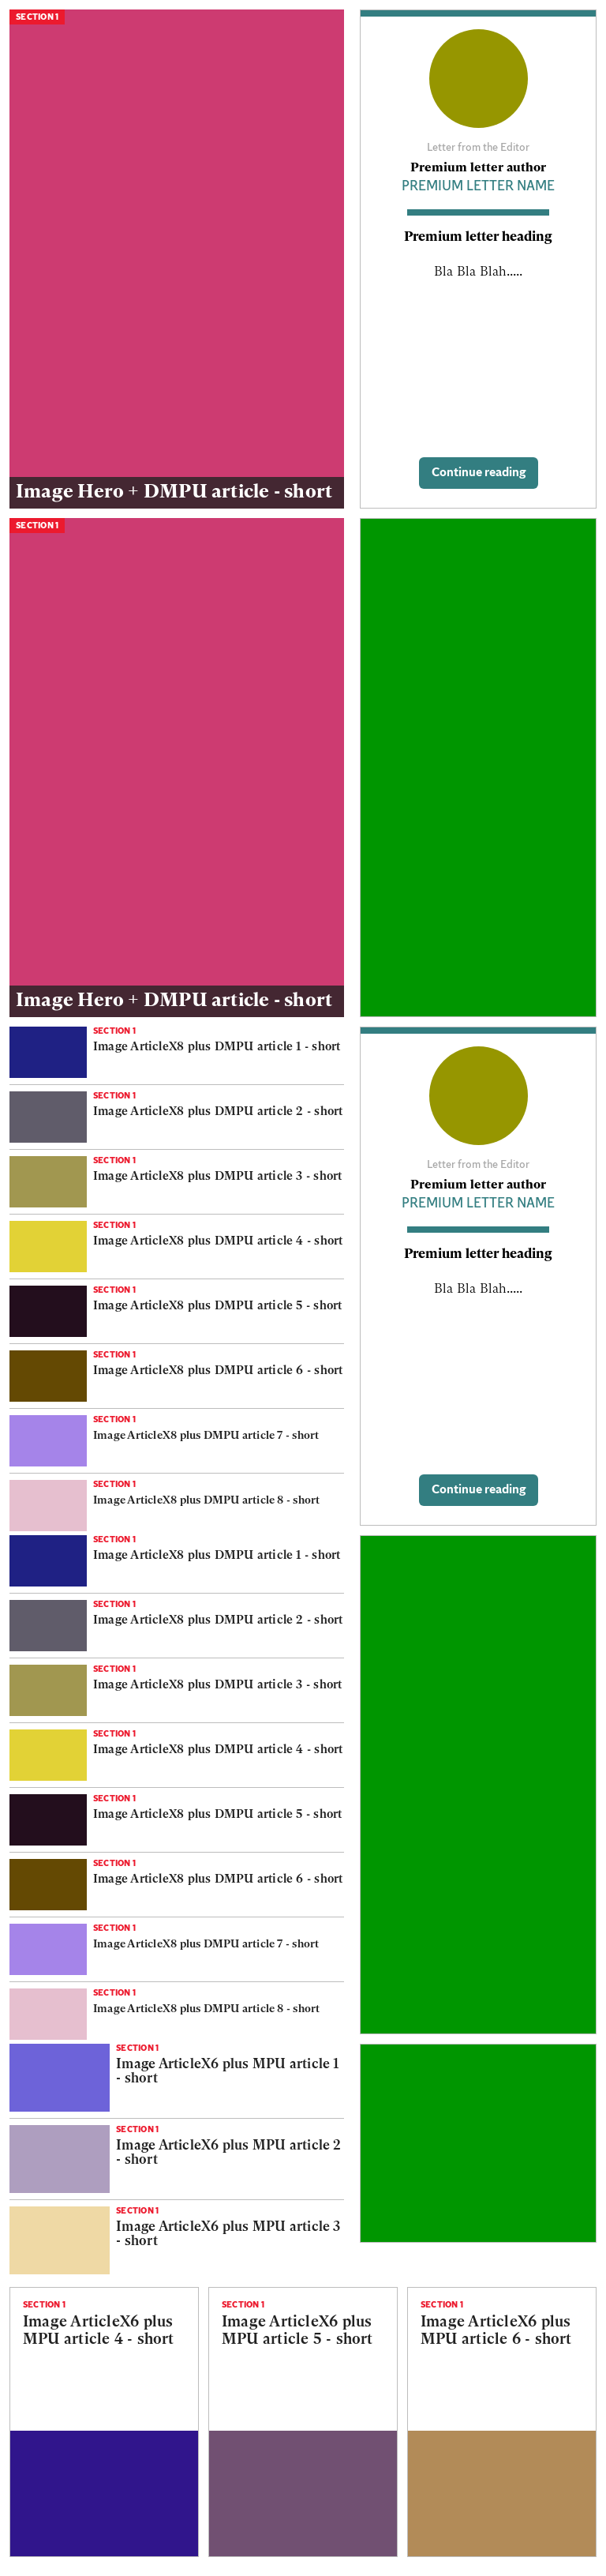 SECTION 1
Image Hero + DMPU article - short
Letter from the Editor
Premium letter author
PREMIUM LETTER NAME
Premium letter heading
Bla Bla Blah.....
Continue reading
SECTION 1
Image Hero + DMPU article - short
SECTION 1
Image ArticleX8 plus DMPU article 1 - short
SECTION 1
Image ArticleX8 plus DMPU article 2 - short
SECTION 1
Image ArticleX8 plus DMPU article 3 - short
SECTION 1
Image ArticleX8 plus DMPU article 4 - short
SECTION 1
Image ArticleX8 plus DMPU article 5 - short
SECTION 1
Image ArticleX8 plus DMPU article 6 - short
SECTION 1
Image ArticleX8 plus DMPU article 7 - short
SECTION 1
Image ArticleX8 plus DMPU article 8 - short
Letter from the Editor
Premium letter author
PREMIUM LETTER NAME
Premium letter heading
Bla Bla Blah.....
Continue reading
SECTION 1
Image ArticleX8 plus DMPU article 1 - short
SECTION 1
Image ArticleX8 plus DMPU article 2 - short
SECTION 1
Image ArticleX8 plus DMPU article 3 - short
SECTION 1
Image ArticleX8 plus DMPU article 4 - short
SECTION 1
Image ArticleX8 plus DMPU article 5 - short
SECTION 1
Image ArticleX8 plus DMPU article 6 - short
SECTION 1
Image ArticleX8 plus DMPU article 7 - short
SECTION 1
Image ArticleX8 plus DMPU article 8 - short
SECTION 1
Image ArticleX6 plus MPU article 1
- short
SECTION 1
Image ArticleX6 plus MPU article 2
- short
SECTION 1
Image ArticleX6 plus MPU article 3
- short
SECTION 1
Image ArticleX6 plus
MPU article 4 - short
SECTION 1
Image ArticleX6 plus
MPU article 5 - short
SECTION 1
Image ArticleX6 plus
MPU article 6 - short